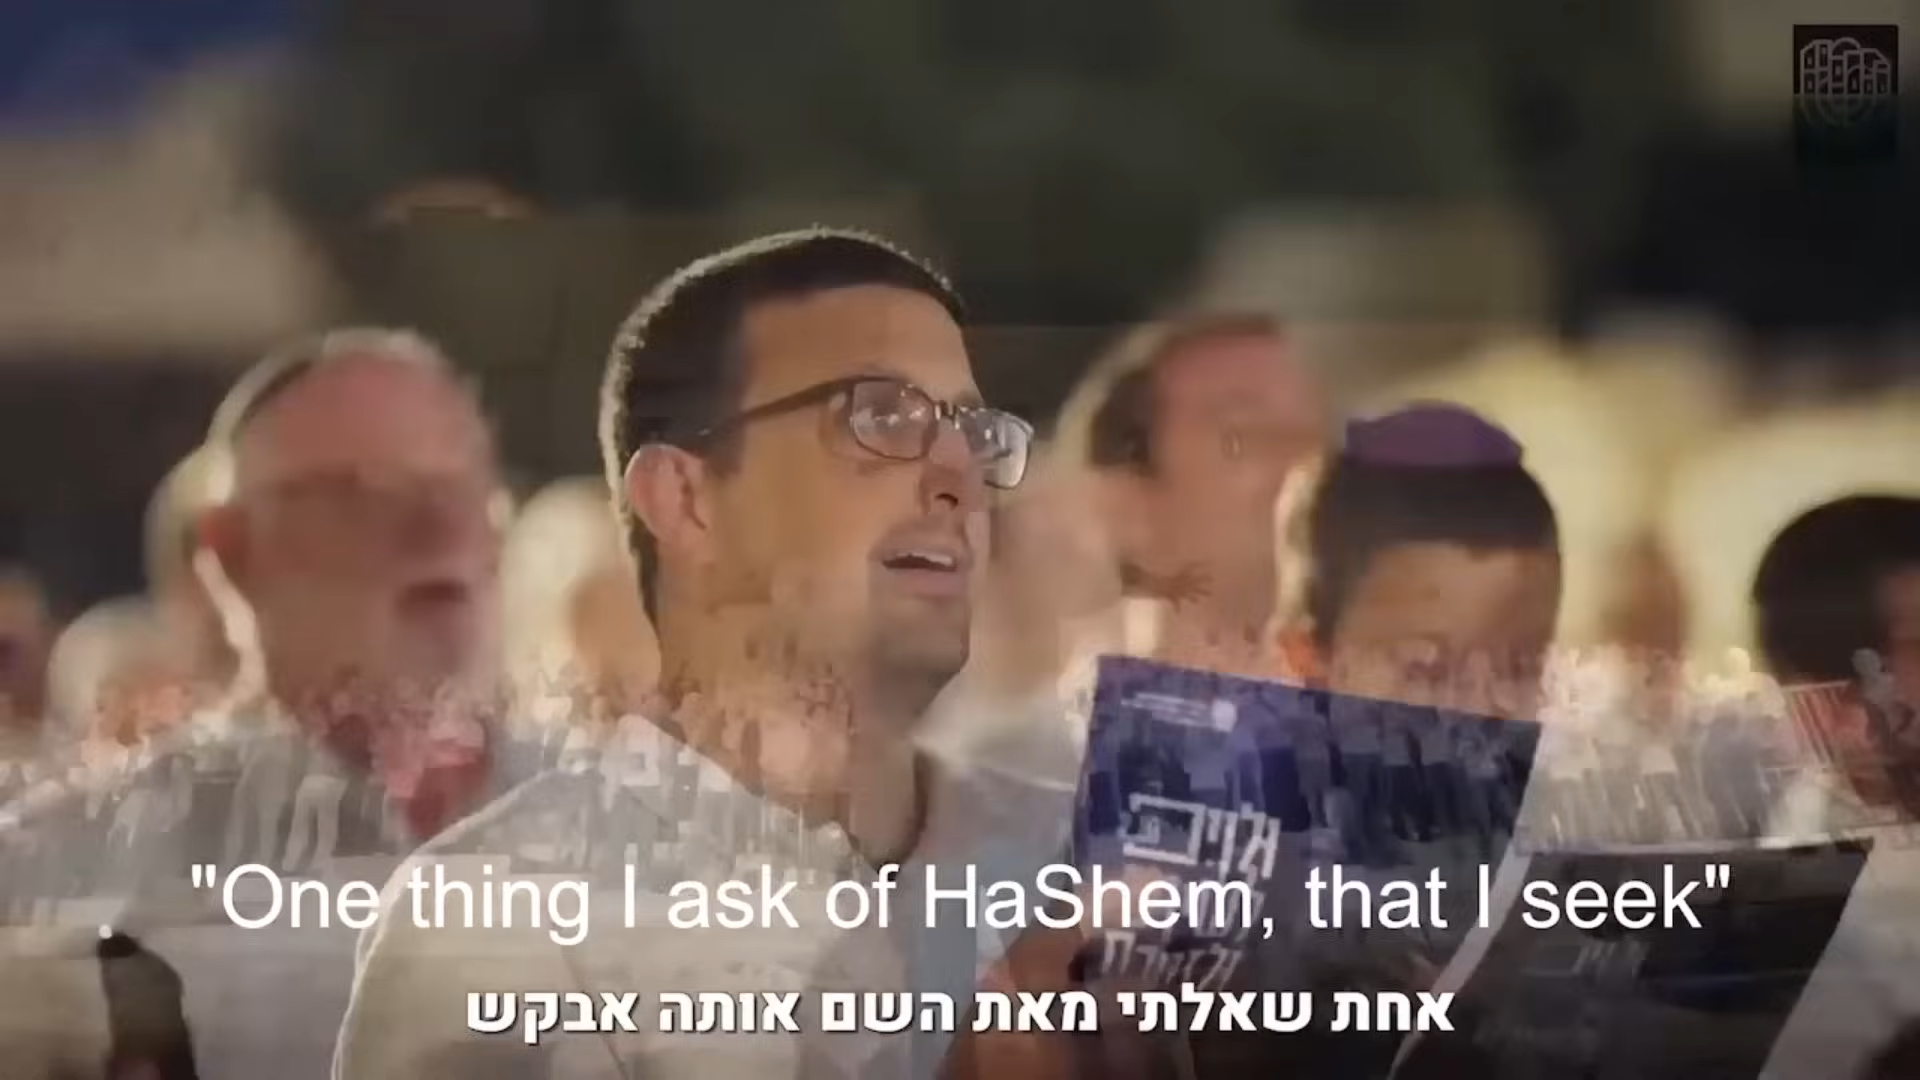 "One thing I ask of HaShem, that I seek"
אחת שאלתי מאת השם אותה אבקש